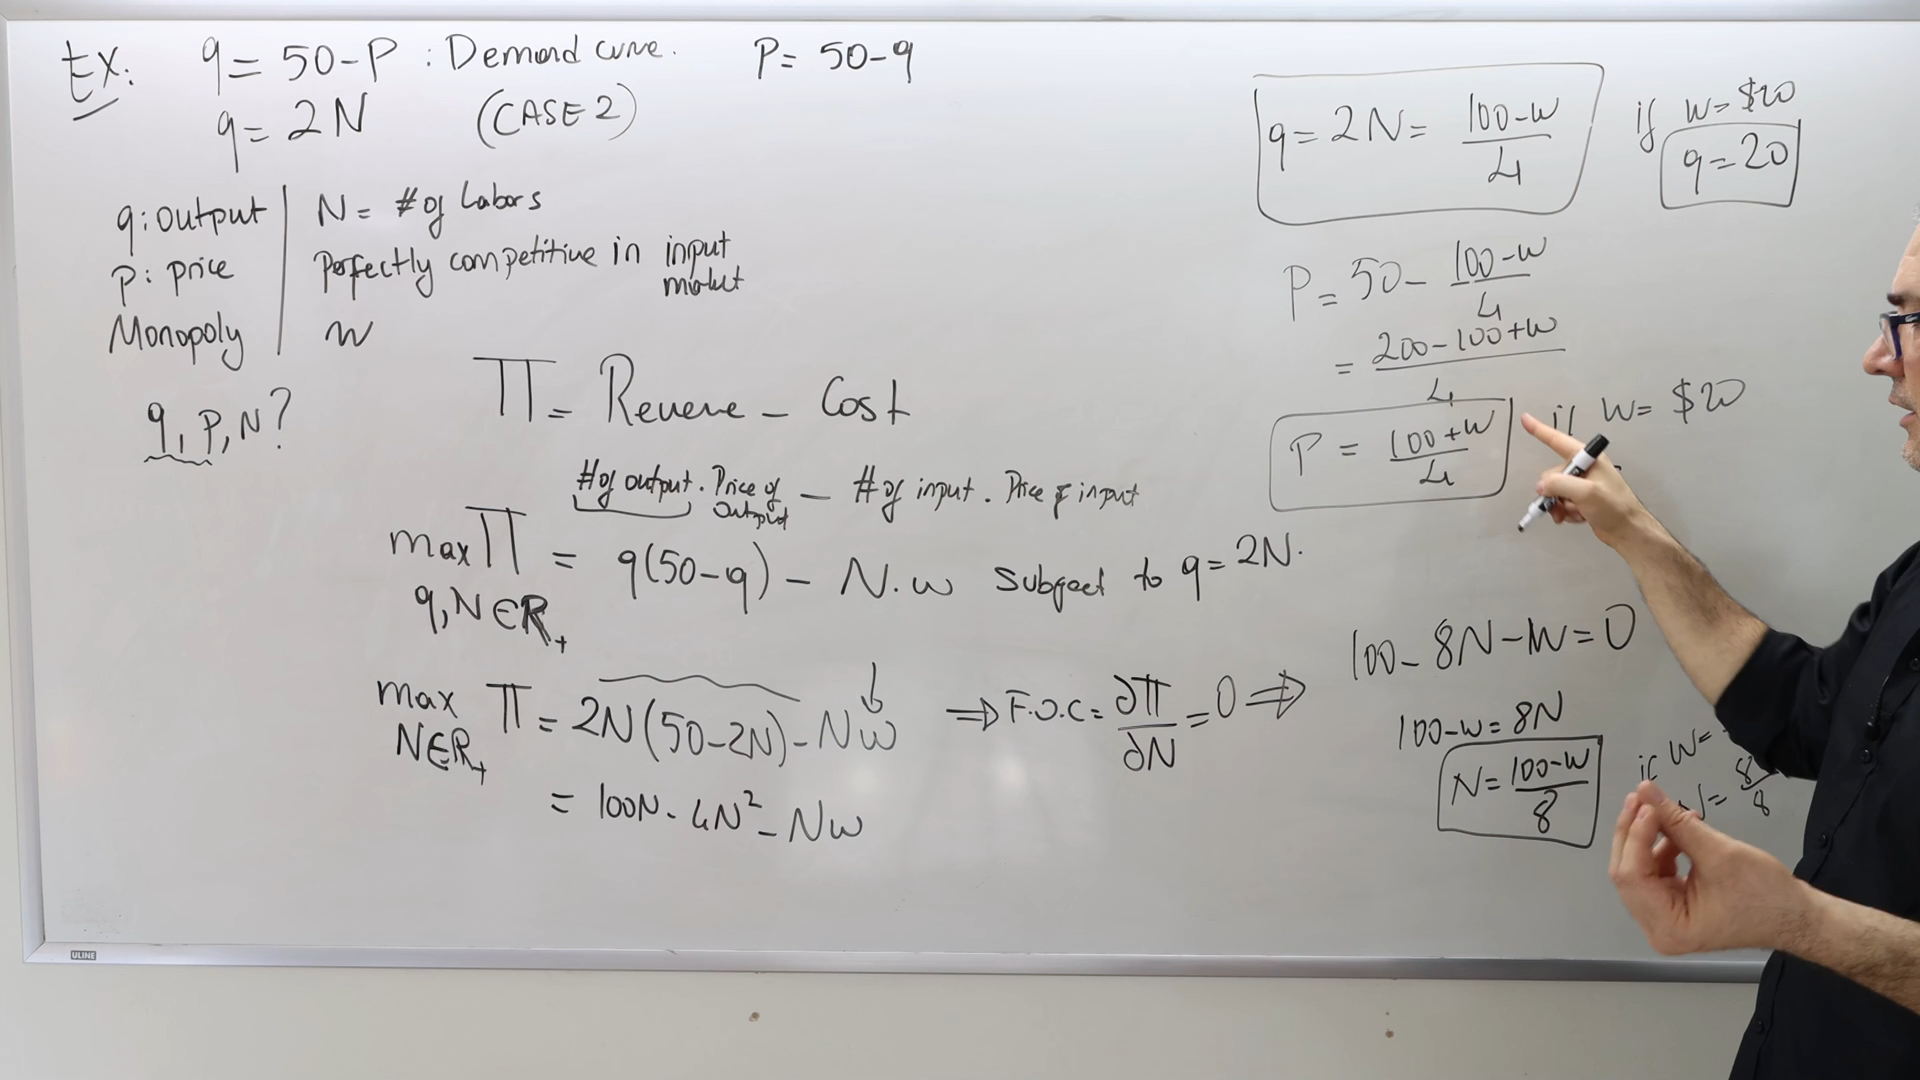 Ex: q = 50-P : Demand curve. P = 50-q
q = 2N (CASE 2)
q: output N = # of Labors
P: price Perfectly competitive in input market
Monopoly w
q, P, N?
Π = Revenue - Cost
# of output . Price of output - # of input . Price of input
max Π = q(50-q) - N.w subject to q = 2N.
q, N ∈ R+
max Π = 2N(50-2N) - Nw ⇒ F.O.C = ∂Π/∂N = 0 ⇒
N ∈ R+
= 100N - 4N² - Nw
q = 2N = (100-w)/4 if w = $20
q = 20
P = 50 - (100-w)/4
= (200-100+w)/4
P = (100+w)/4 if w = $20
100 - 8N - w = 0
100-w = 8N
N = (100-w)/8 if w =
ULINE